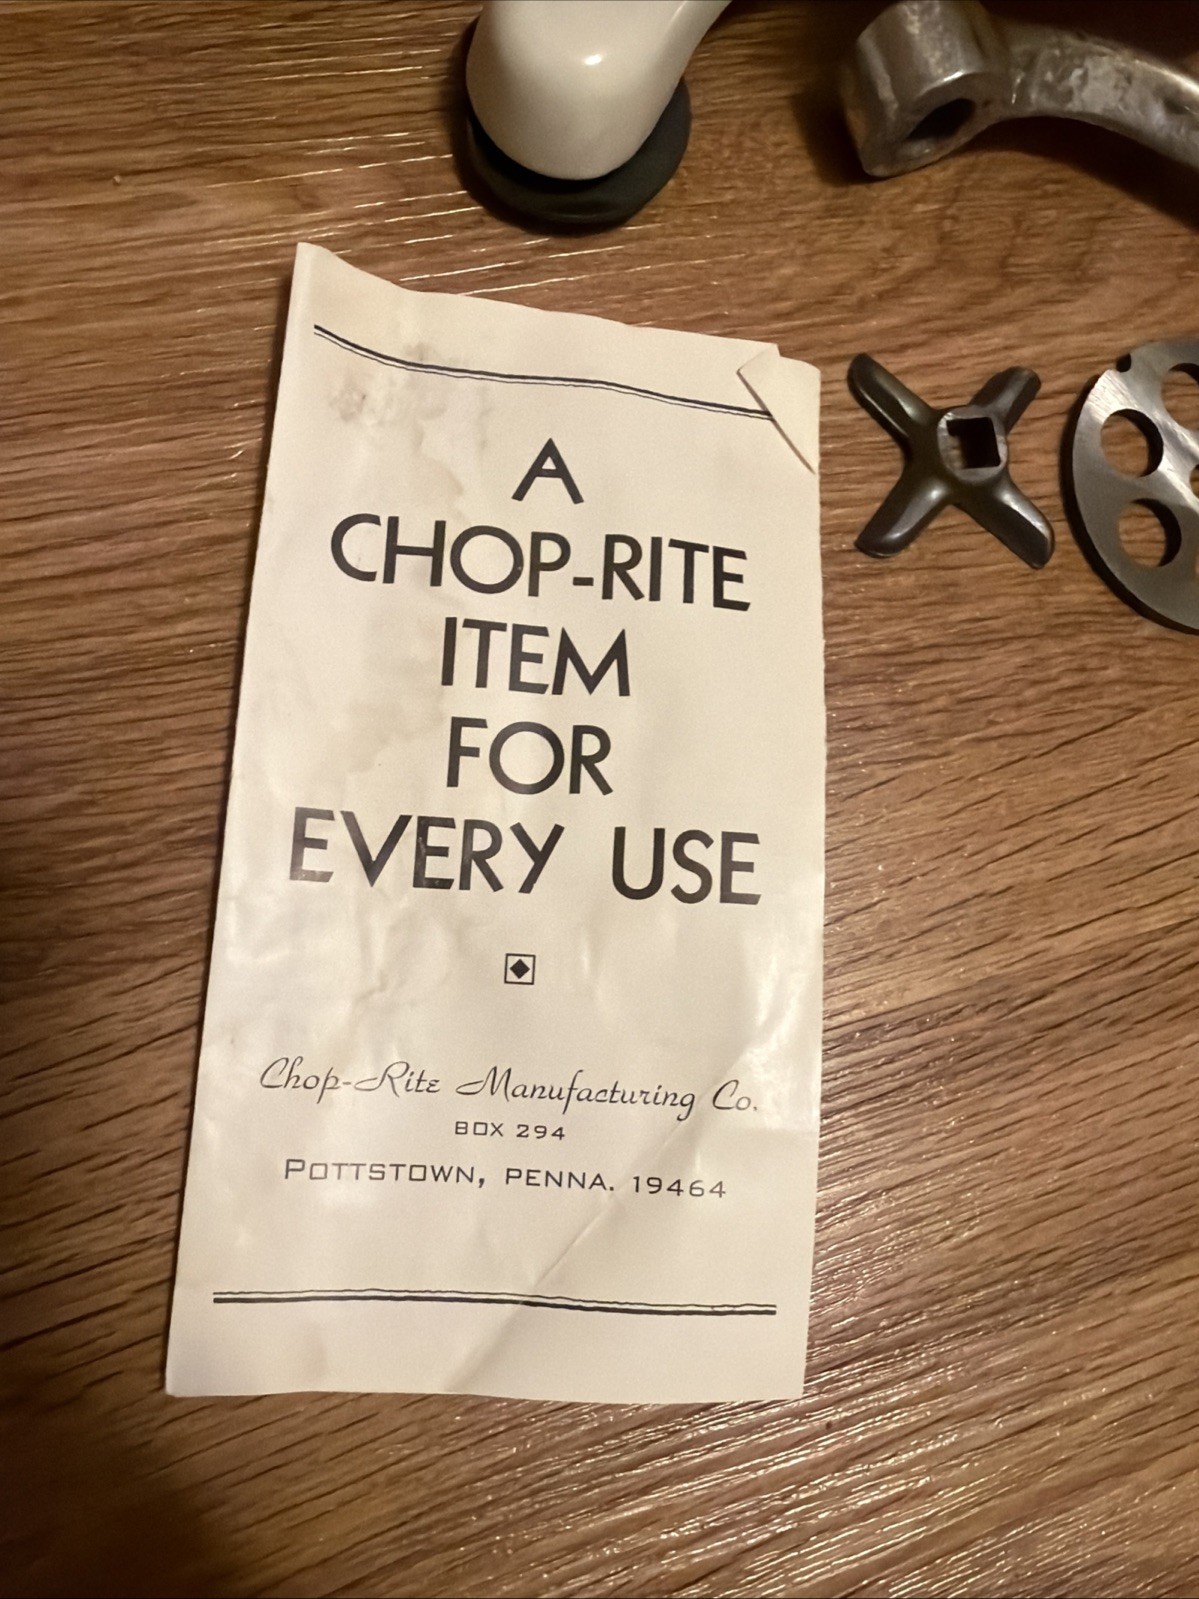 A
CHOP-RITE
ITEM
FOR
EVERY USE
Chop-Rite Manufacturing Co.
BOX 294
POTTSTOWN, PENNA. 19464